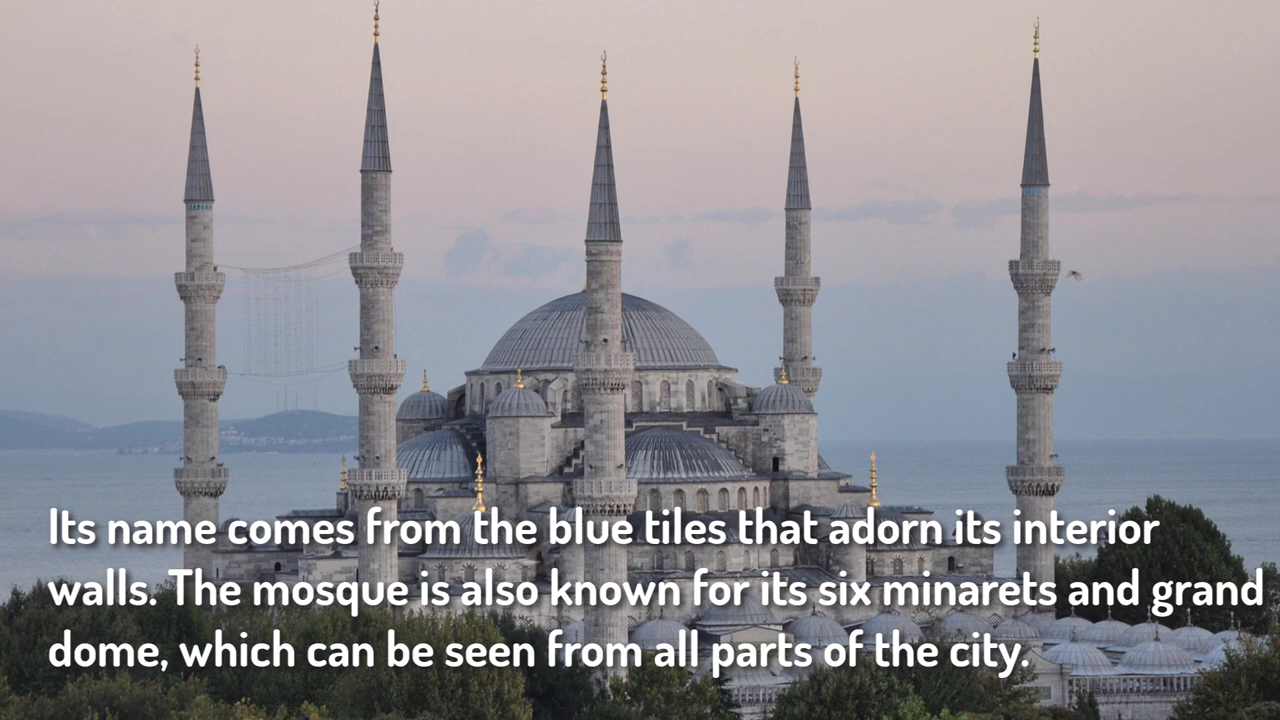 Its name comes from the blue tiles that adorn its interior
walls. The mosque is also known for its six minarets and grand
dome, which can be seen from all parts of the city.